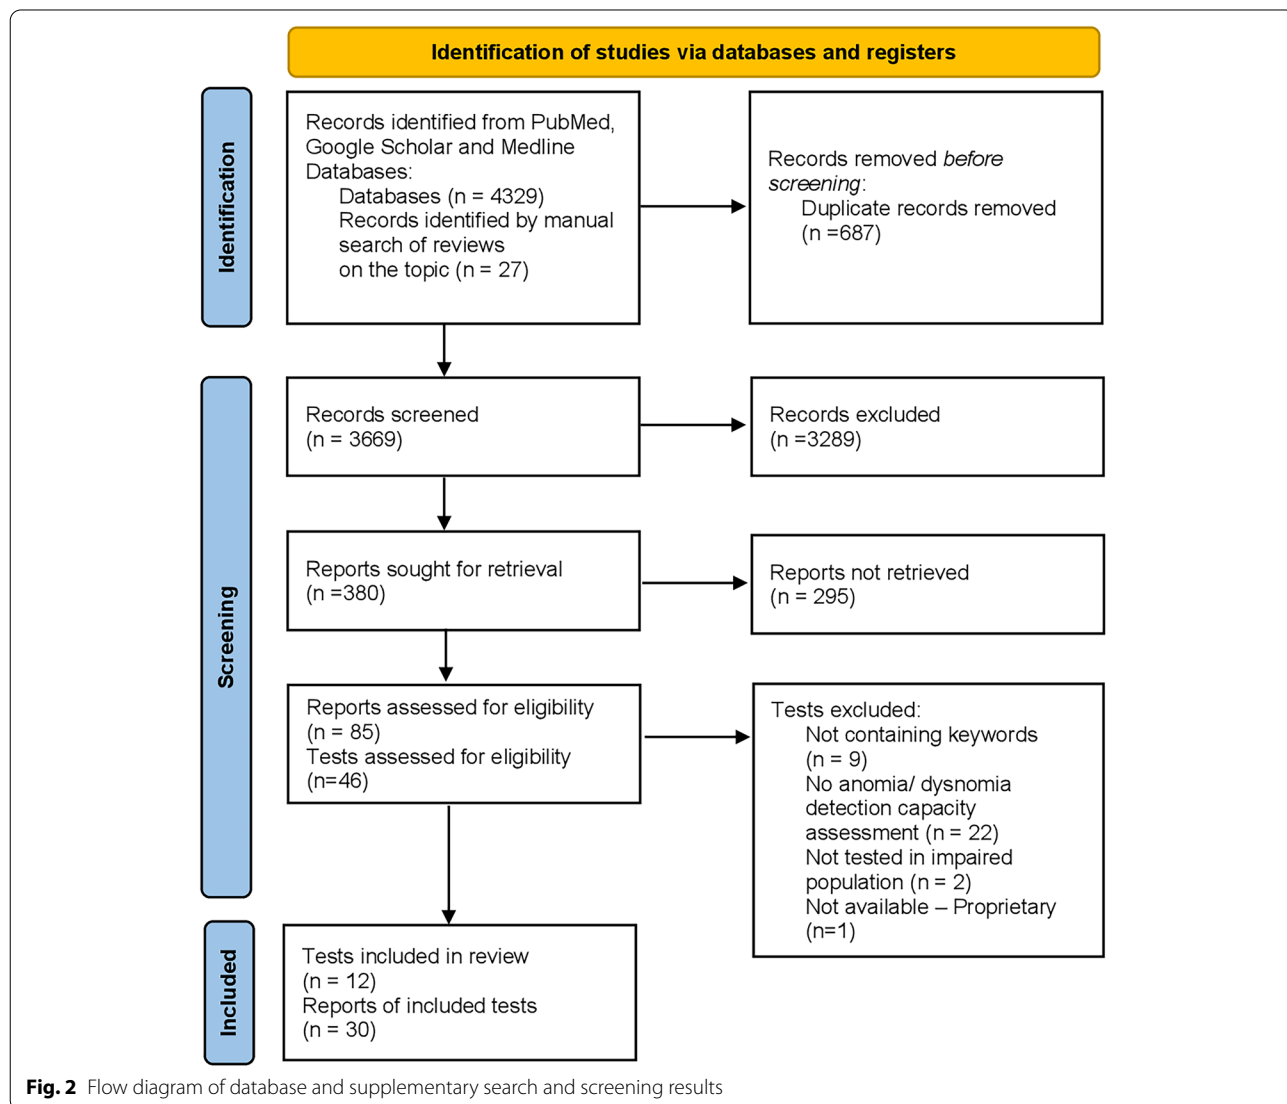 Identification of studies via databases and registers
Identification
Records identified from PubMed,
Google Scholar and Medline
Databases:
Databases (n = 4329)
Records identified by manual
search of reviews
on the topic (n = 27)
Records removed before
screening:
Duplicate records removed
(n =687)
Screening
Records screened
(n = 3669)
Records excluded
(n =3289)
Reports sought for retrieval
(n =380)
Reports not retrieved
(n = 295)
Reports assessed for eligibility
(n = 85)
Tests assessed for eligibility
(n=46)
Tests excluded:
Not containing keywords
(n = 9)
No anomia/ dysnomia
detection capacity
assessment (n = 22)
Not tested in impaired
population (n = 2)
Not available – Proprietary
(n=1)
Included
Tests included in review
(n = 12)
Reports of included tests
(n = 30)
Fig. 2 Flow diagram of database and supplementary search and screening results